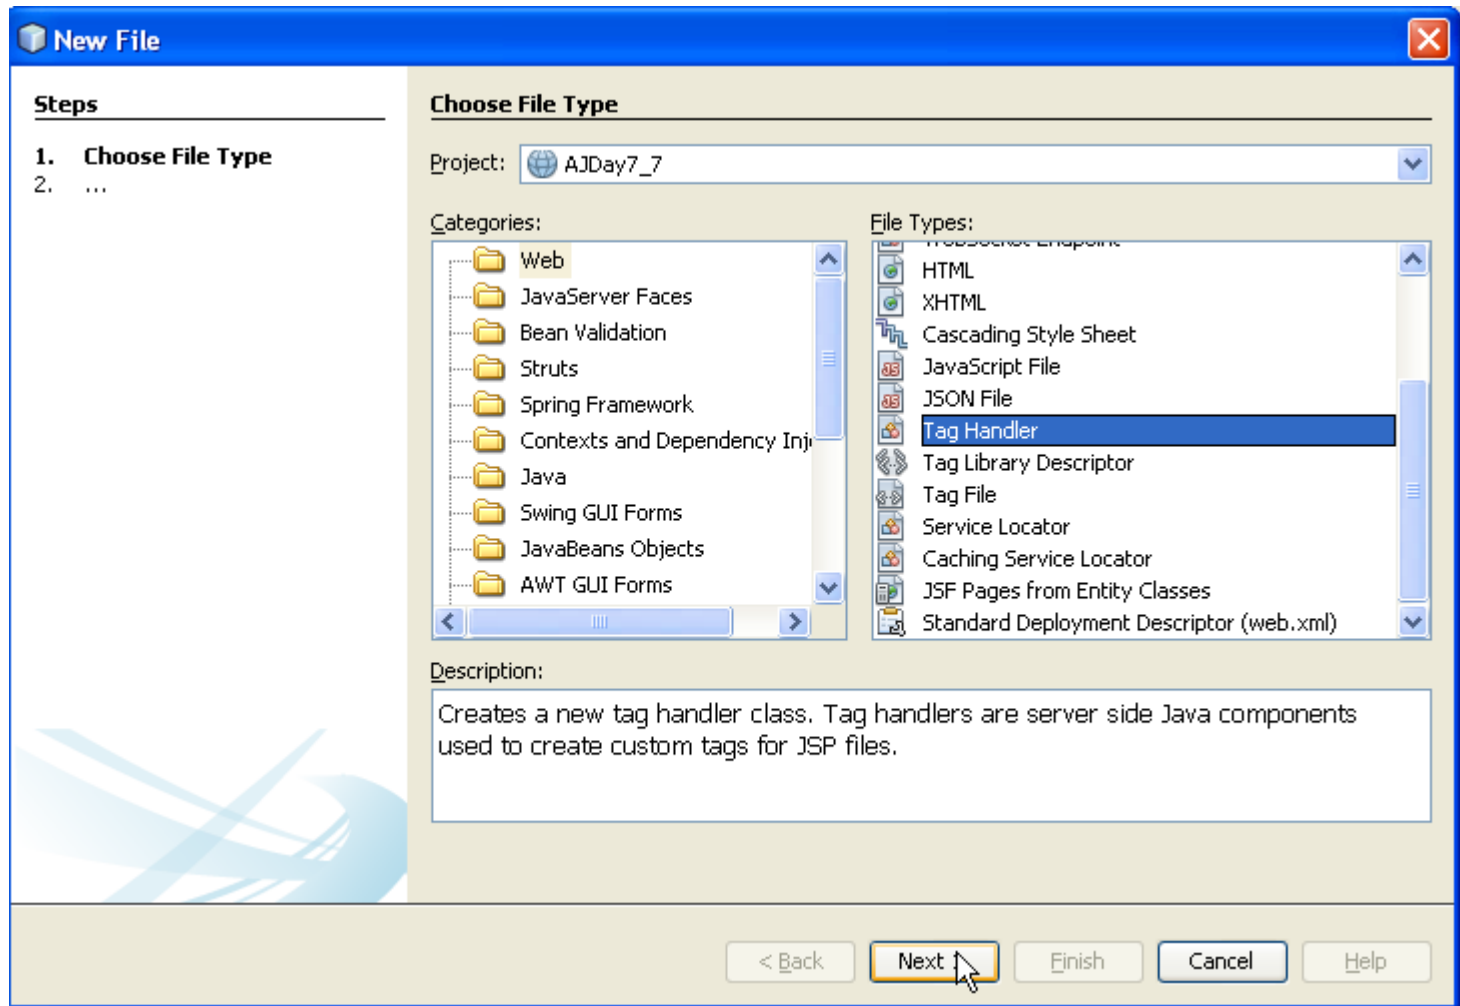 New File
Steps
1. Choose File Type
2. ...
Choose File Type
Project: AJDay7_7
Categories:
Web
JavaServer Faces
Bean Validation
Struts
Spring Framework
Contexts and Dependency Inj
Java
Swing GUI Forms
JavaBeans Objects
AWT GUI Forms
File Types:
WebSocket Endpoint
HTML
XHTML
Cascading Style Sheet
JavaScript File
JSON File
Tag Handler
Tag Library Descriptor
Tag File
Service Locator
Caching Service Locator
JSF Pages from Entity Classes
Standard Deployment Descriptor (web.xml)
Description:
Creates a new tag handler class. Tag handlers are server side Java components
used to create custom tags for JSP files.
< Back
Next
Finish
Cancel
Help